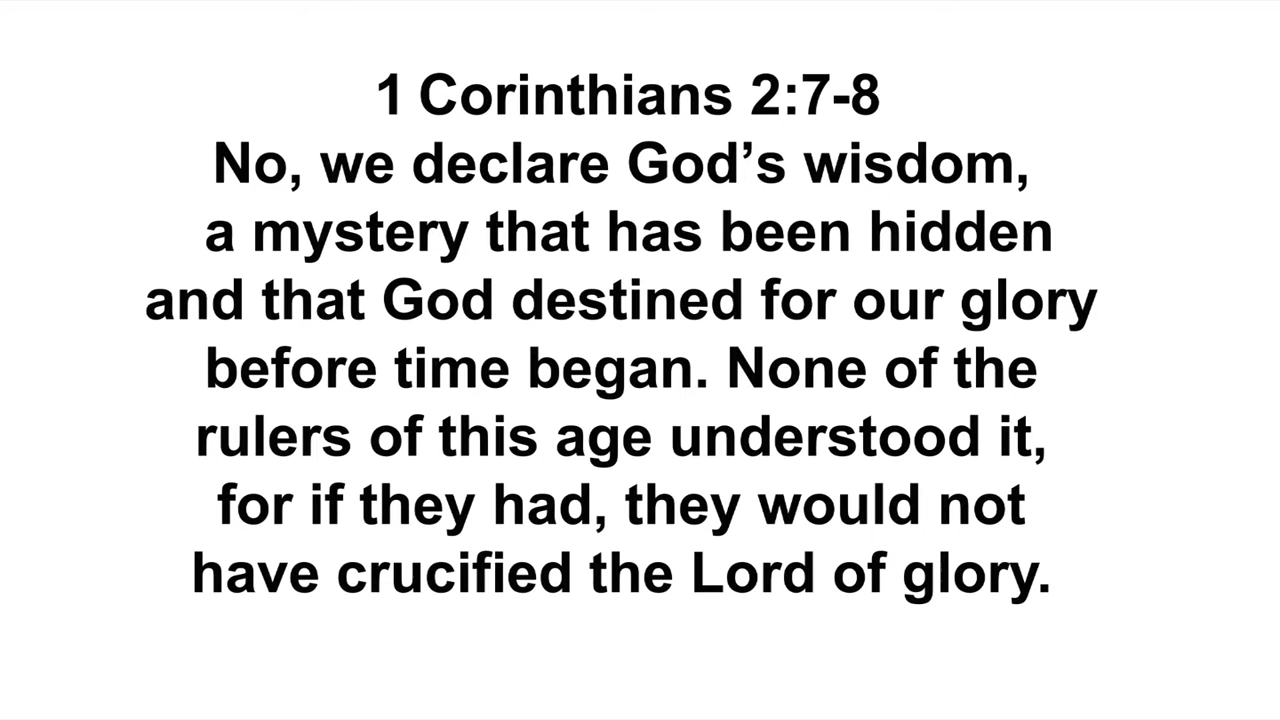 1 Corinthians 2:7-8
No, we declare God’s wisdom,
a mystery that has been hidden
and that God destined for our glory
before time began. None of the
rulers of this age understood it,
for if they had, they would not
have crucified the Lord of glory.